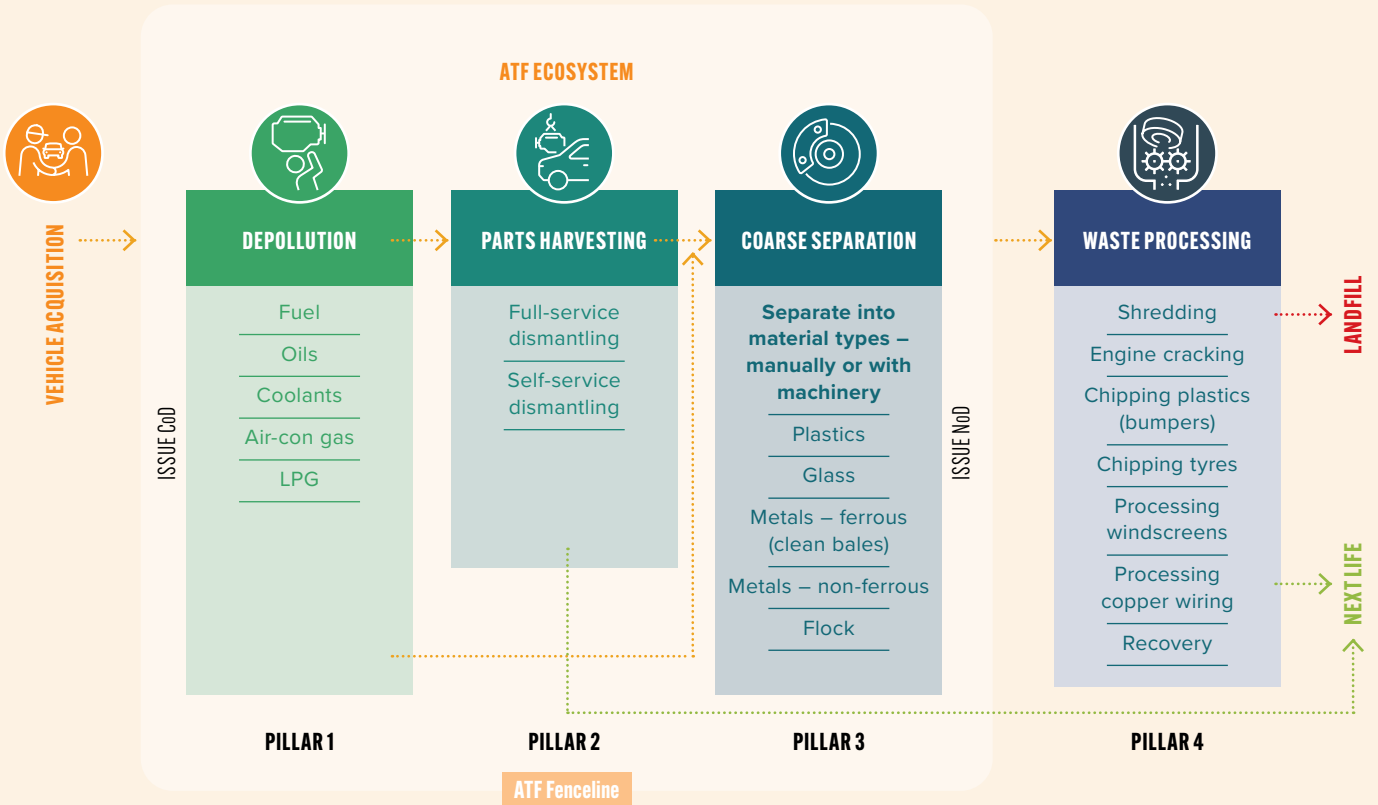 ATF ECOSYSTEM
VEHICLE ACQUISITION
ISSUE CoD
DEPOLLUTION
Fuel
Oils
Coolants
Air-con gas
LPG
PILLAR 1
PARTS HARVESTING
Full-service
dismantling
Self-service
dismantling
PILLAR 2
COARSE SEPARATION
Separate into
material types –
manually or with
machinery
Plastics
Glass
Metals – ferrous
(clean bales)
Metals – non-ferrous
Flock
PILLAR 3
ISSUE NoD
WASTE PROCESSING
Shredding
Engine cracking
Chipping plastics
(bumpers)
Chipping tyres
Processing
windscreens
Processing
copper wiring
Recovery
PILLAR 4
LANDFILL
NEXT LIFE
ATF Fenceline